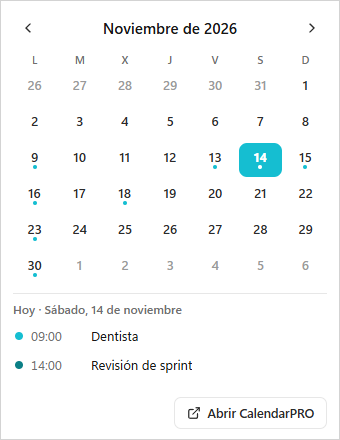 Noviembre de 2026
L M X J V S D
26 27 28 29 30 31 1
2 3 4 5 6 7 8
9 10 11 12 13 14 15
16 17 18 19 20 21 22
23 24 25 26 27 28 29
30 1 2 3 4 5 6
Hoy · Sábado, 14 de noviembre
09:00 Dentista
14:00 Revisión de sprint
Abrir CalendarPRO